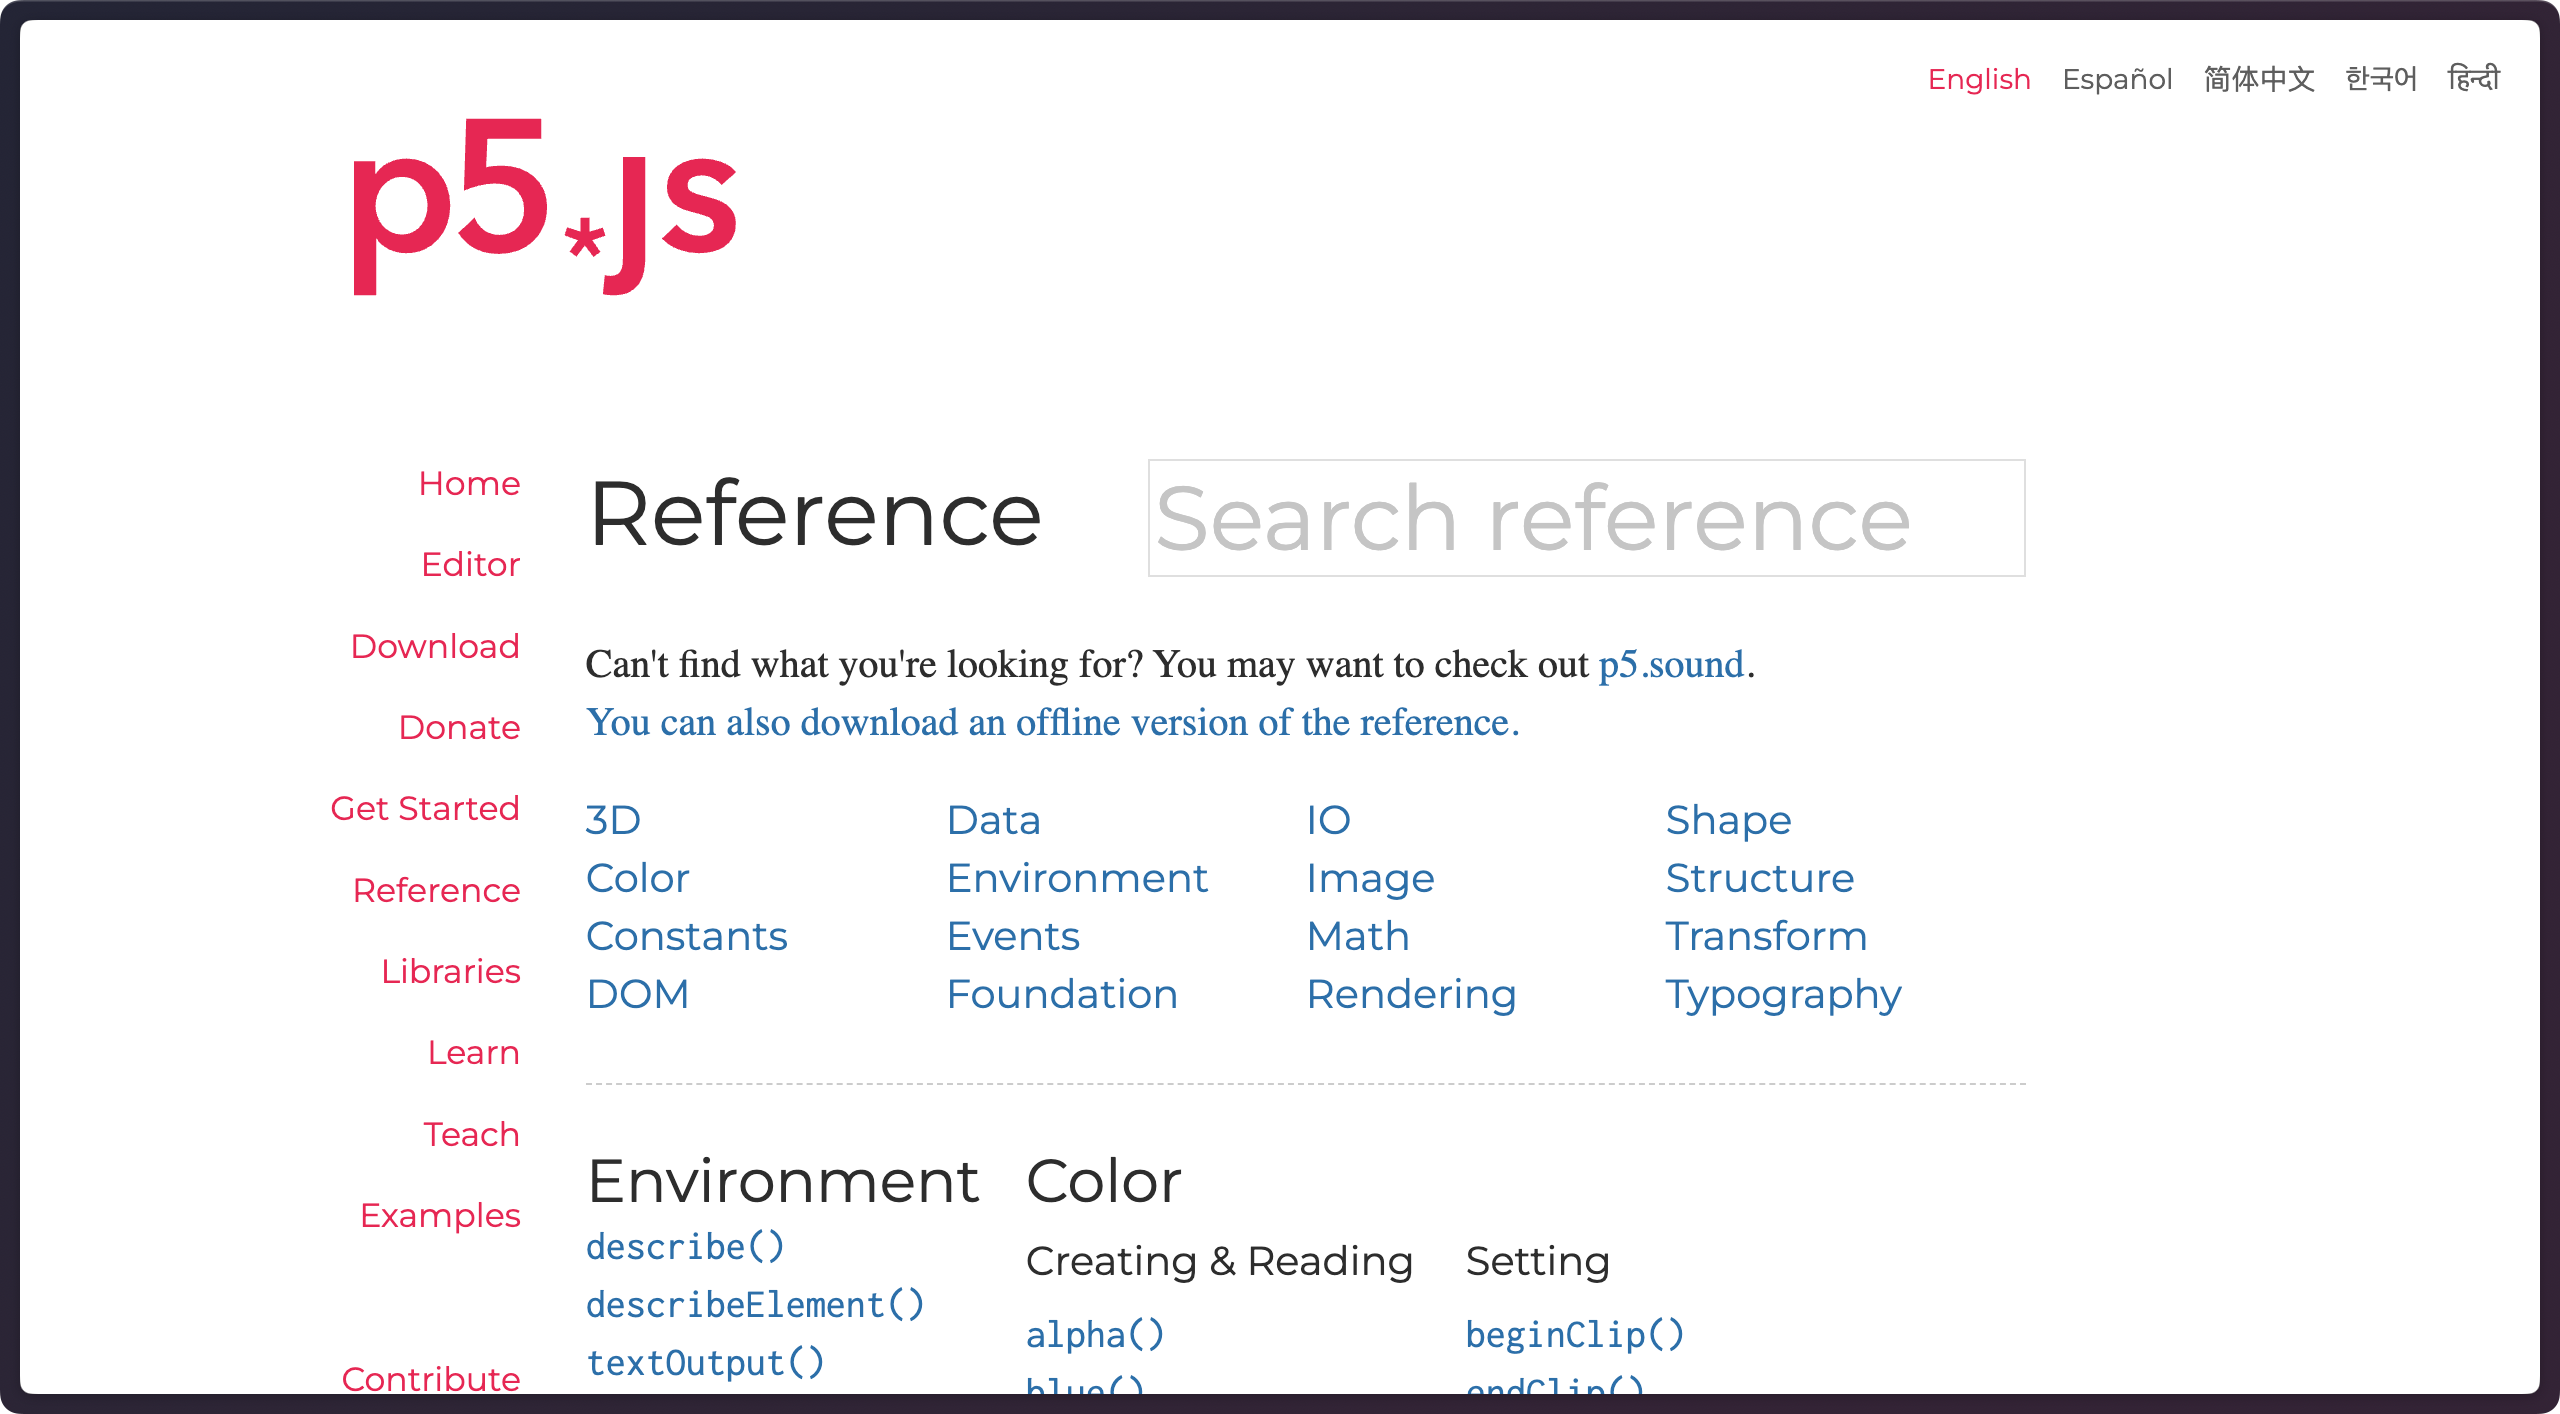 English Español 简体中文 한국어 हिन्दी
p5*js
Home
Editor
Download
Donate
Get Started
Reference
Libraries
Learn
Teach
Examples
Contribute
Reference
Search reference
Can't find what you're looking for? You may want to check out p5.sound.
You can also download an offline version of the reference.
3D
Color
Constants
DOM
Data
Environment
Events
Foundation
IO
Image
Math
Rendering
Shape
Structure
Transform
Typography
Environment
describe()
describeElement()
textOutput()
Color
Creating & Reading
alpha()
blue()
Setting
beginClip()
endClip()